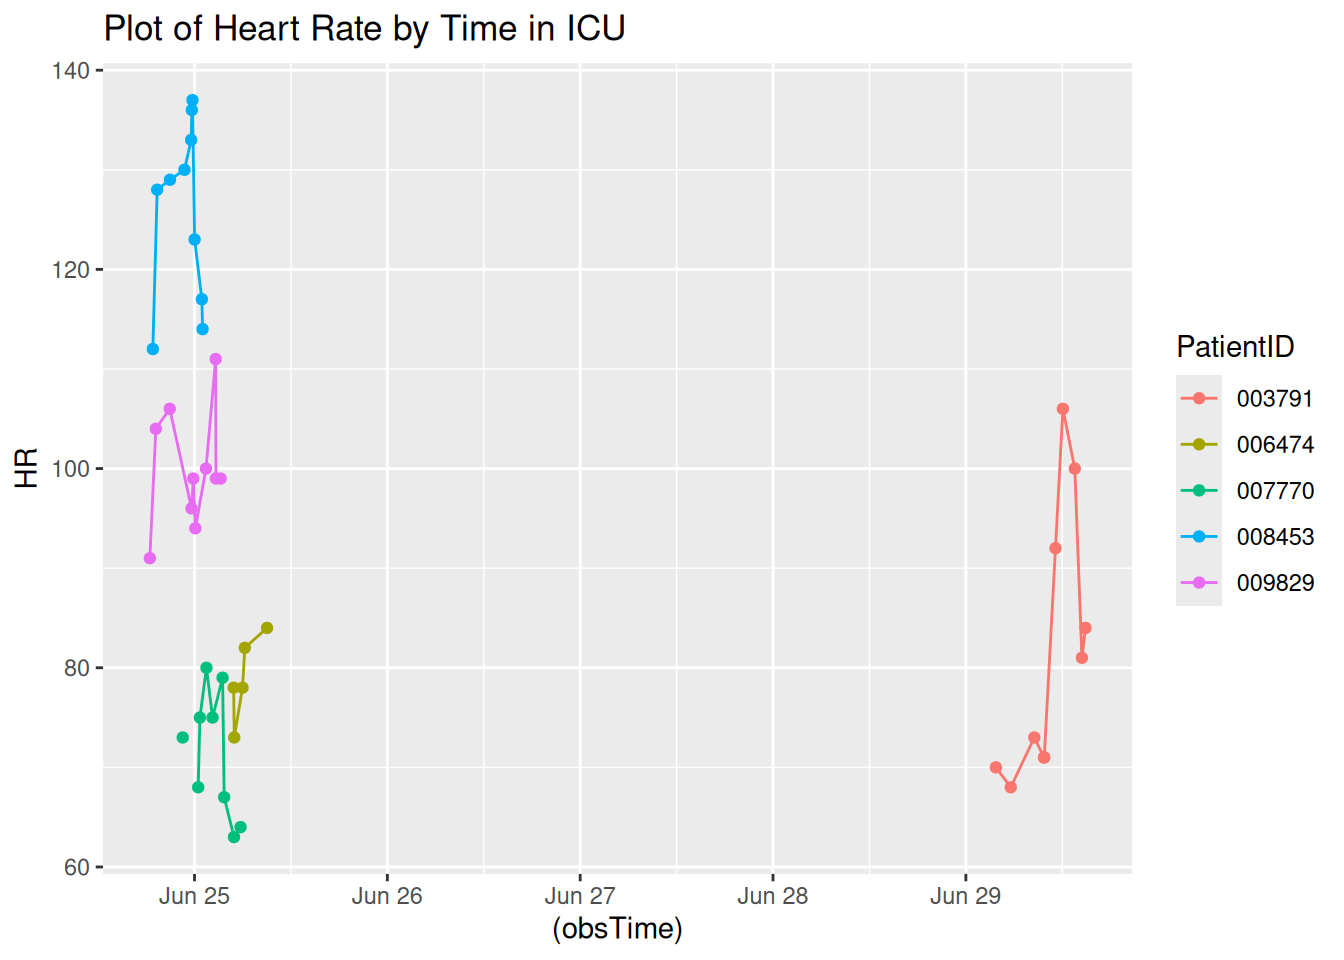 Plot of Heart Rate by Time in ICU
140
120
100
80
60
HR
Jun 25 Jun 26 Jun 27 Jun 28 Jun 29
(obsTime)
PatientID
003791
006474
007770
008453
009829